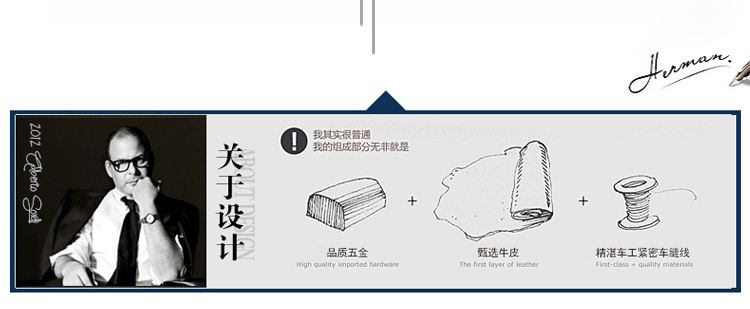 Herman.
2012
关于设计
ABOUT DESIGN
!
我其实很普通
我的组成部分无非就是
+
+
品质五金
High quality imported hardware
甄选牛皮
The first layer of leather
精湛车工紧密车缝线
First-class + quality materials